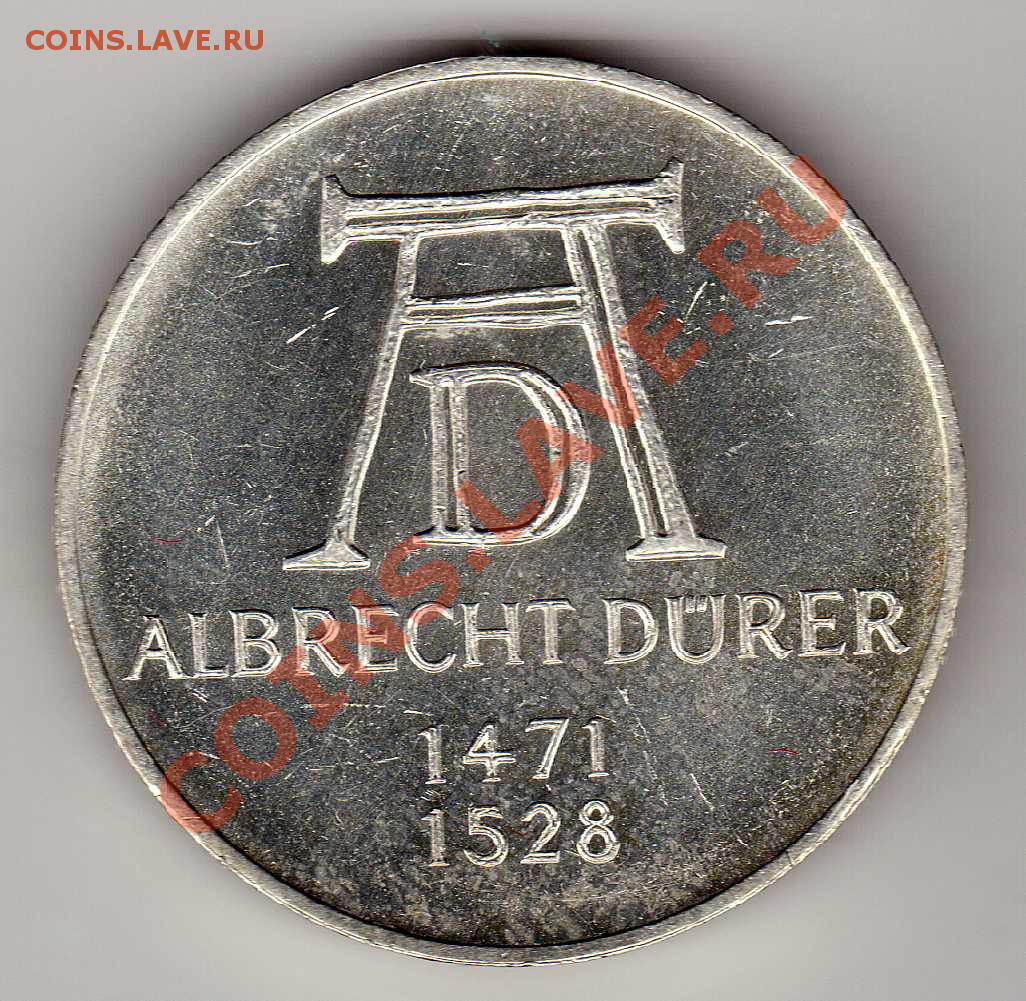 COINS.LAVE.RU
AD
ALBRECHT DÜRER
1471
1528
COINS.LAVE.RU